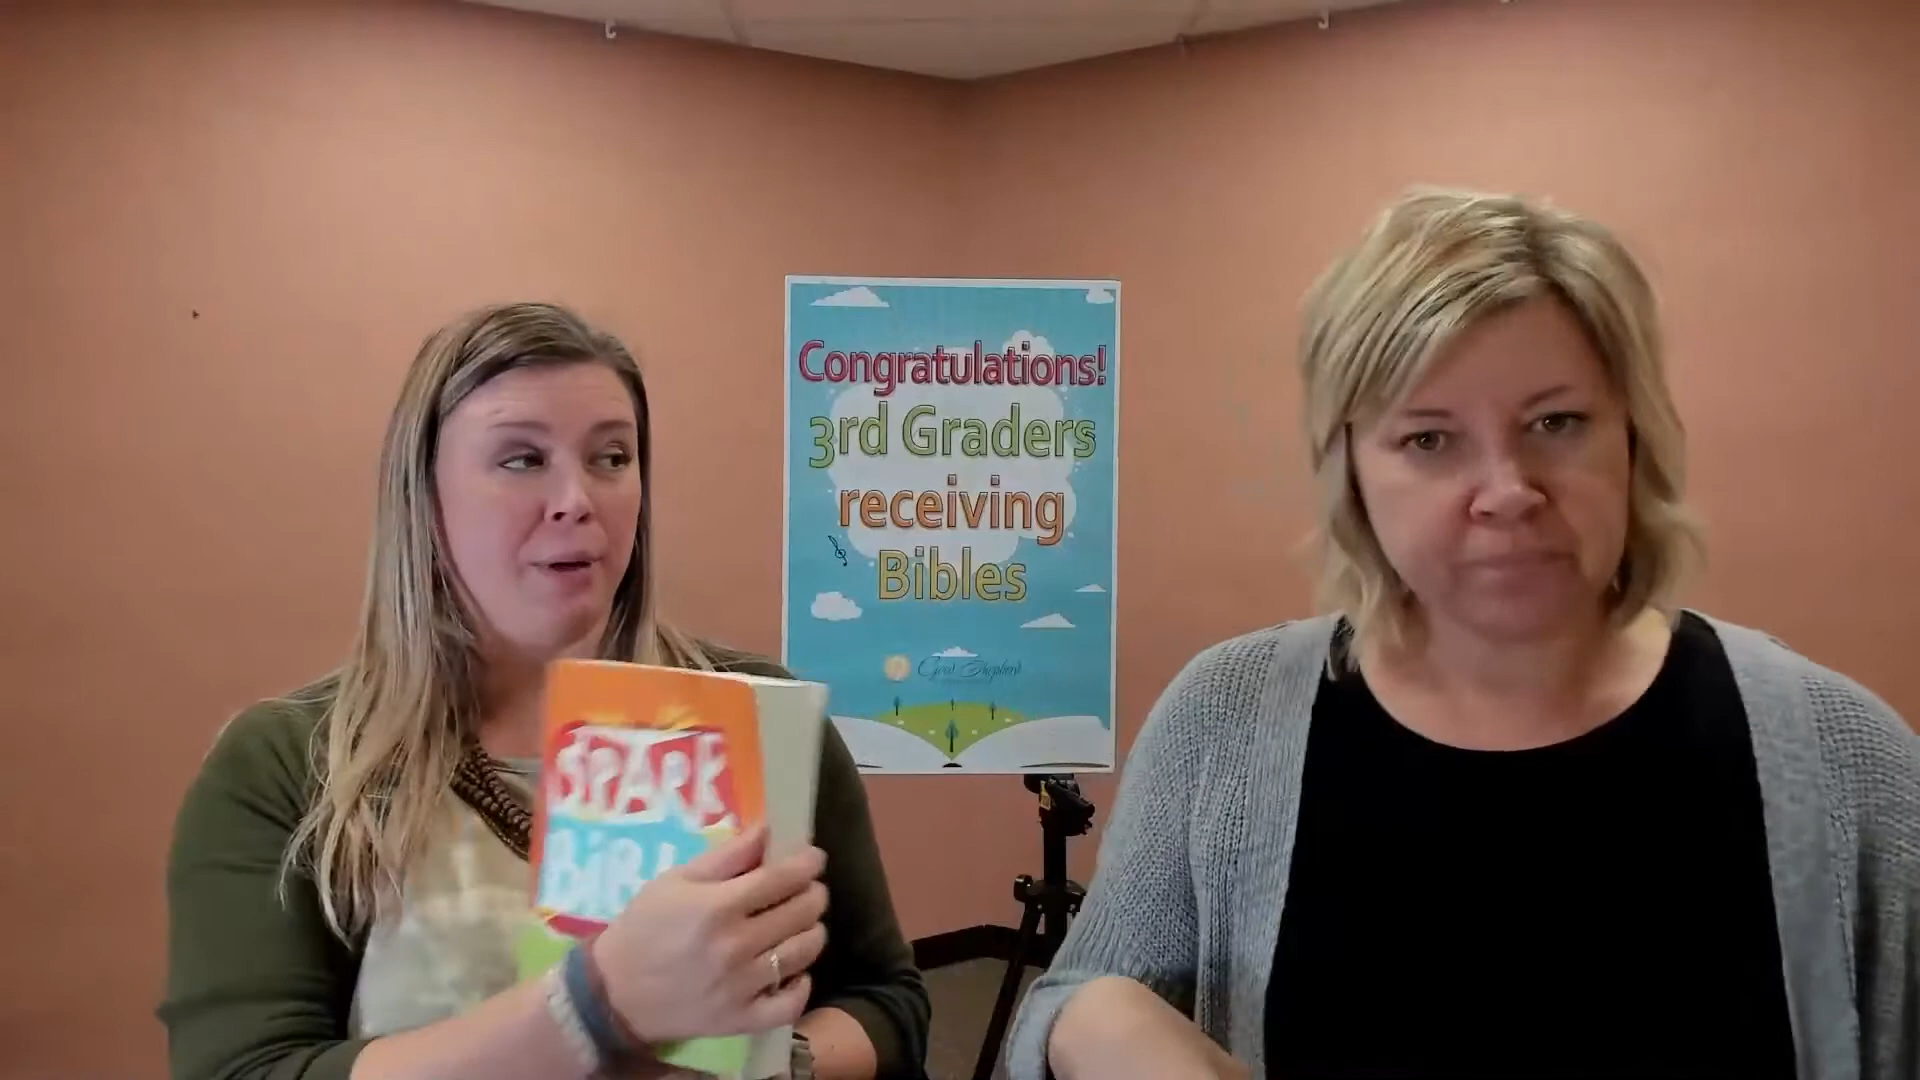 Congratulations!
3rd Graders
receiving
Bibles
Good Shepherd
SPARK